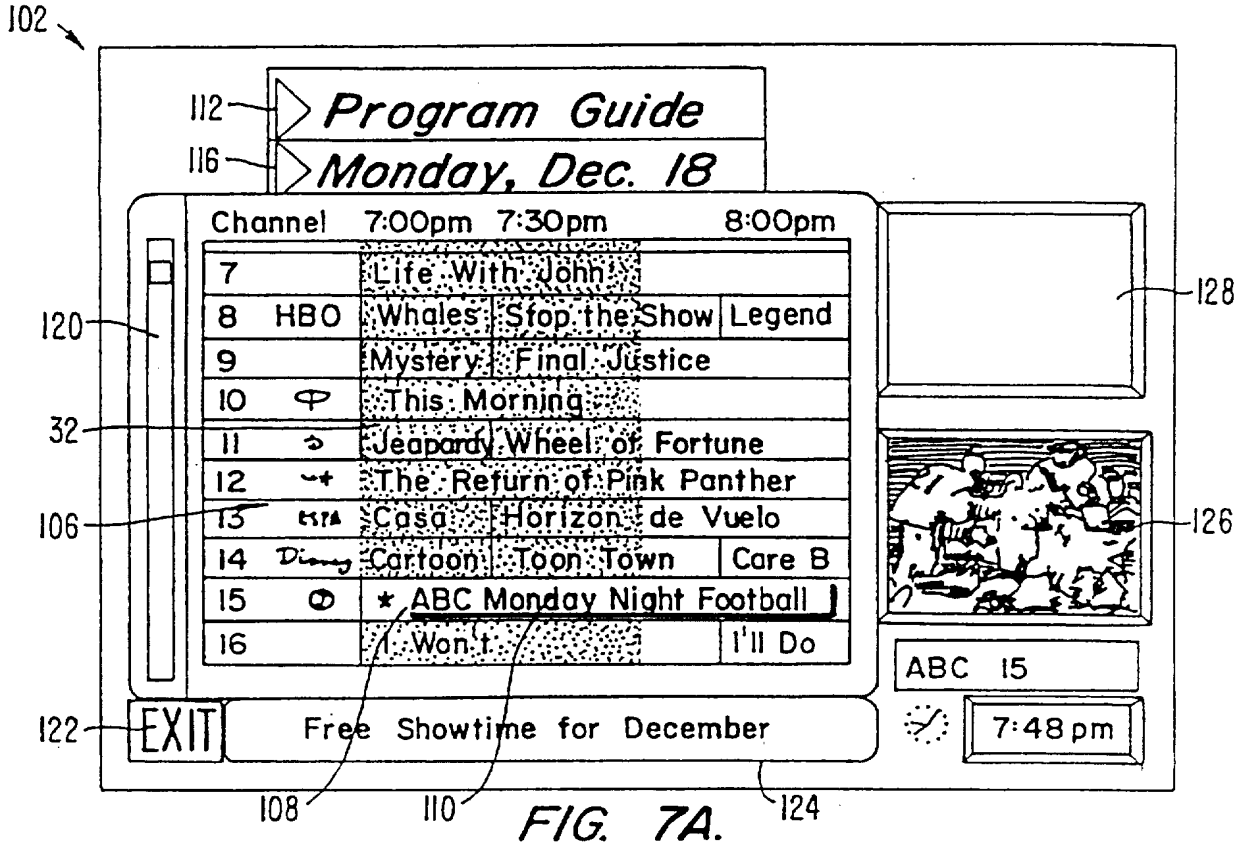 102
112 Program Guide
116 Monday, Dec. 18
Channel 7:00pm 7:30pm 8:00pm
7 Life With John
8 HBO Whales Stop the Show Legend
128
120
9 Mystery Final Justice
10 This Morning
32
11 Jeapardy Wheel of Fortune
12 The Return of Pink Panther
106
13 Casa Horizon de Vuelo
126
14 Disney Cartoon Toon Town Care B
15 * ABC Monday Night Football
16 I Won't I'll Do
ABC 15
122 EXIT Free Showtime for December
7:48pm
108 110 124
FIG. 7A.